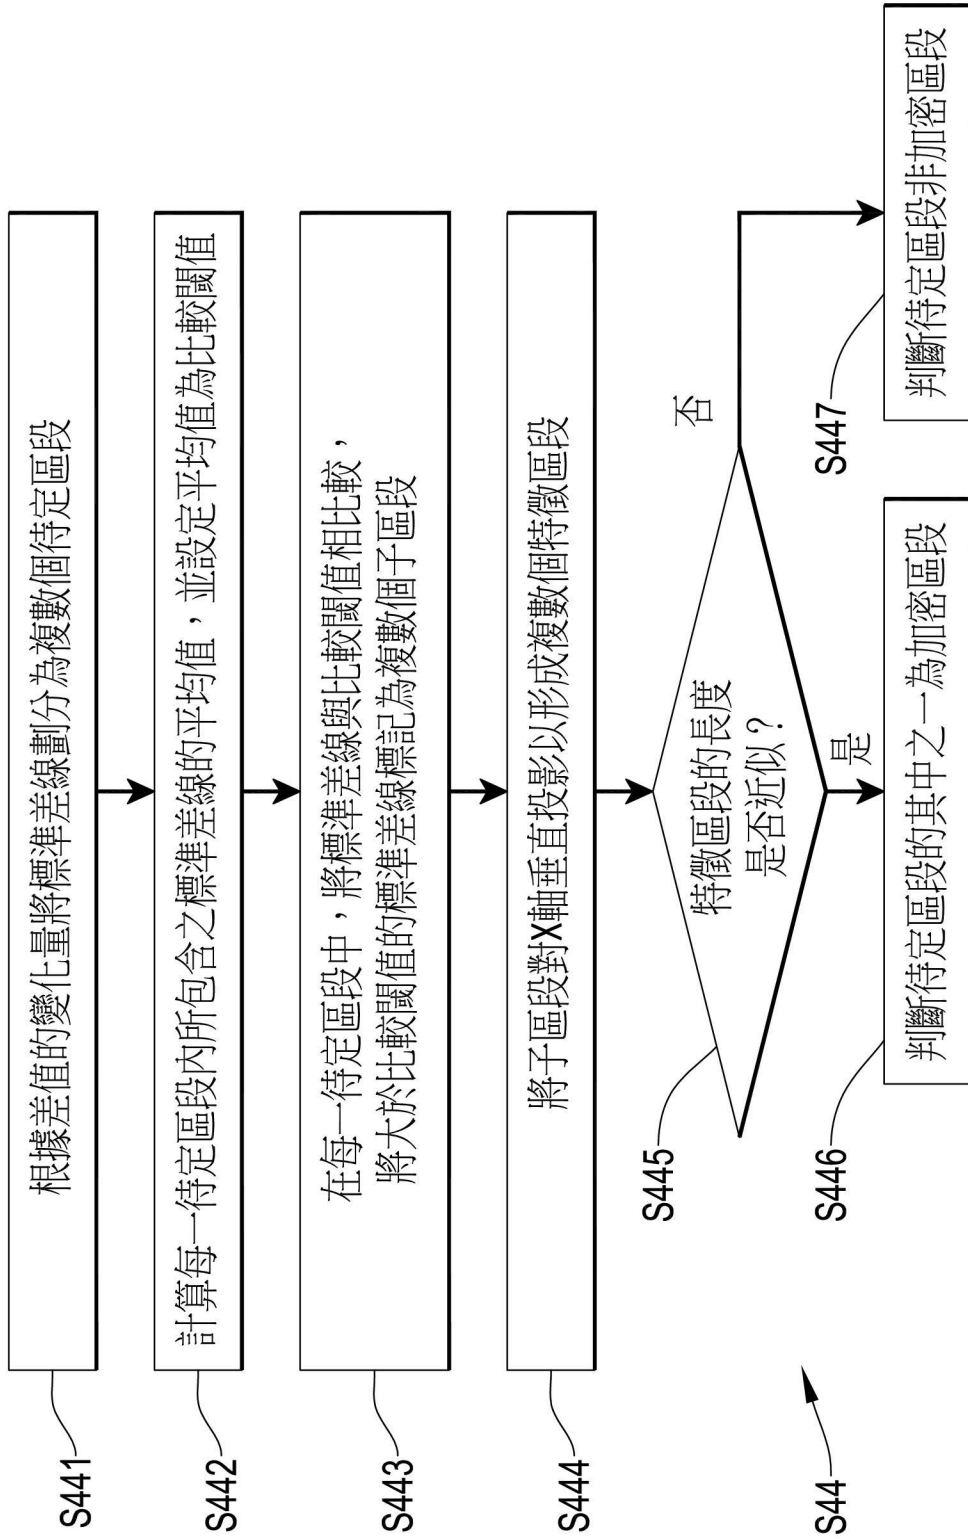 S441
根據差值的變化量將標準差線劃分為複數個待定區段
S442
計算每一待定區段內所包含之標準差線的平均值，並設定平均值為比較閾值
S443
在每一待定區段中，將標準差線與比較閾值相比較，
將大於比較閾值的標準差線標記為複數個子區段
S444
將子區段對X軸垂直投影以形成複數個特徵區段
S445
特徵區段的長度
是否近似？
否
是
S446
判斷待定區段的其中之一為加密區段
S447
判斷待定區段非加密區段
S44